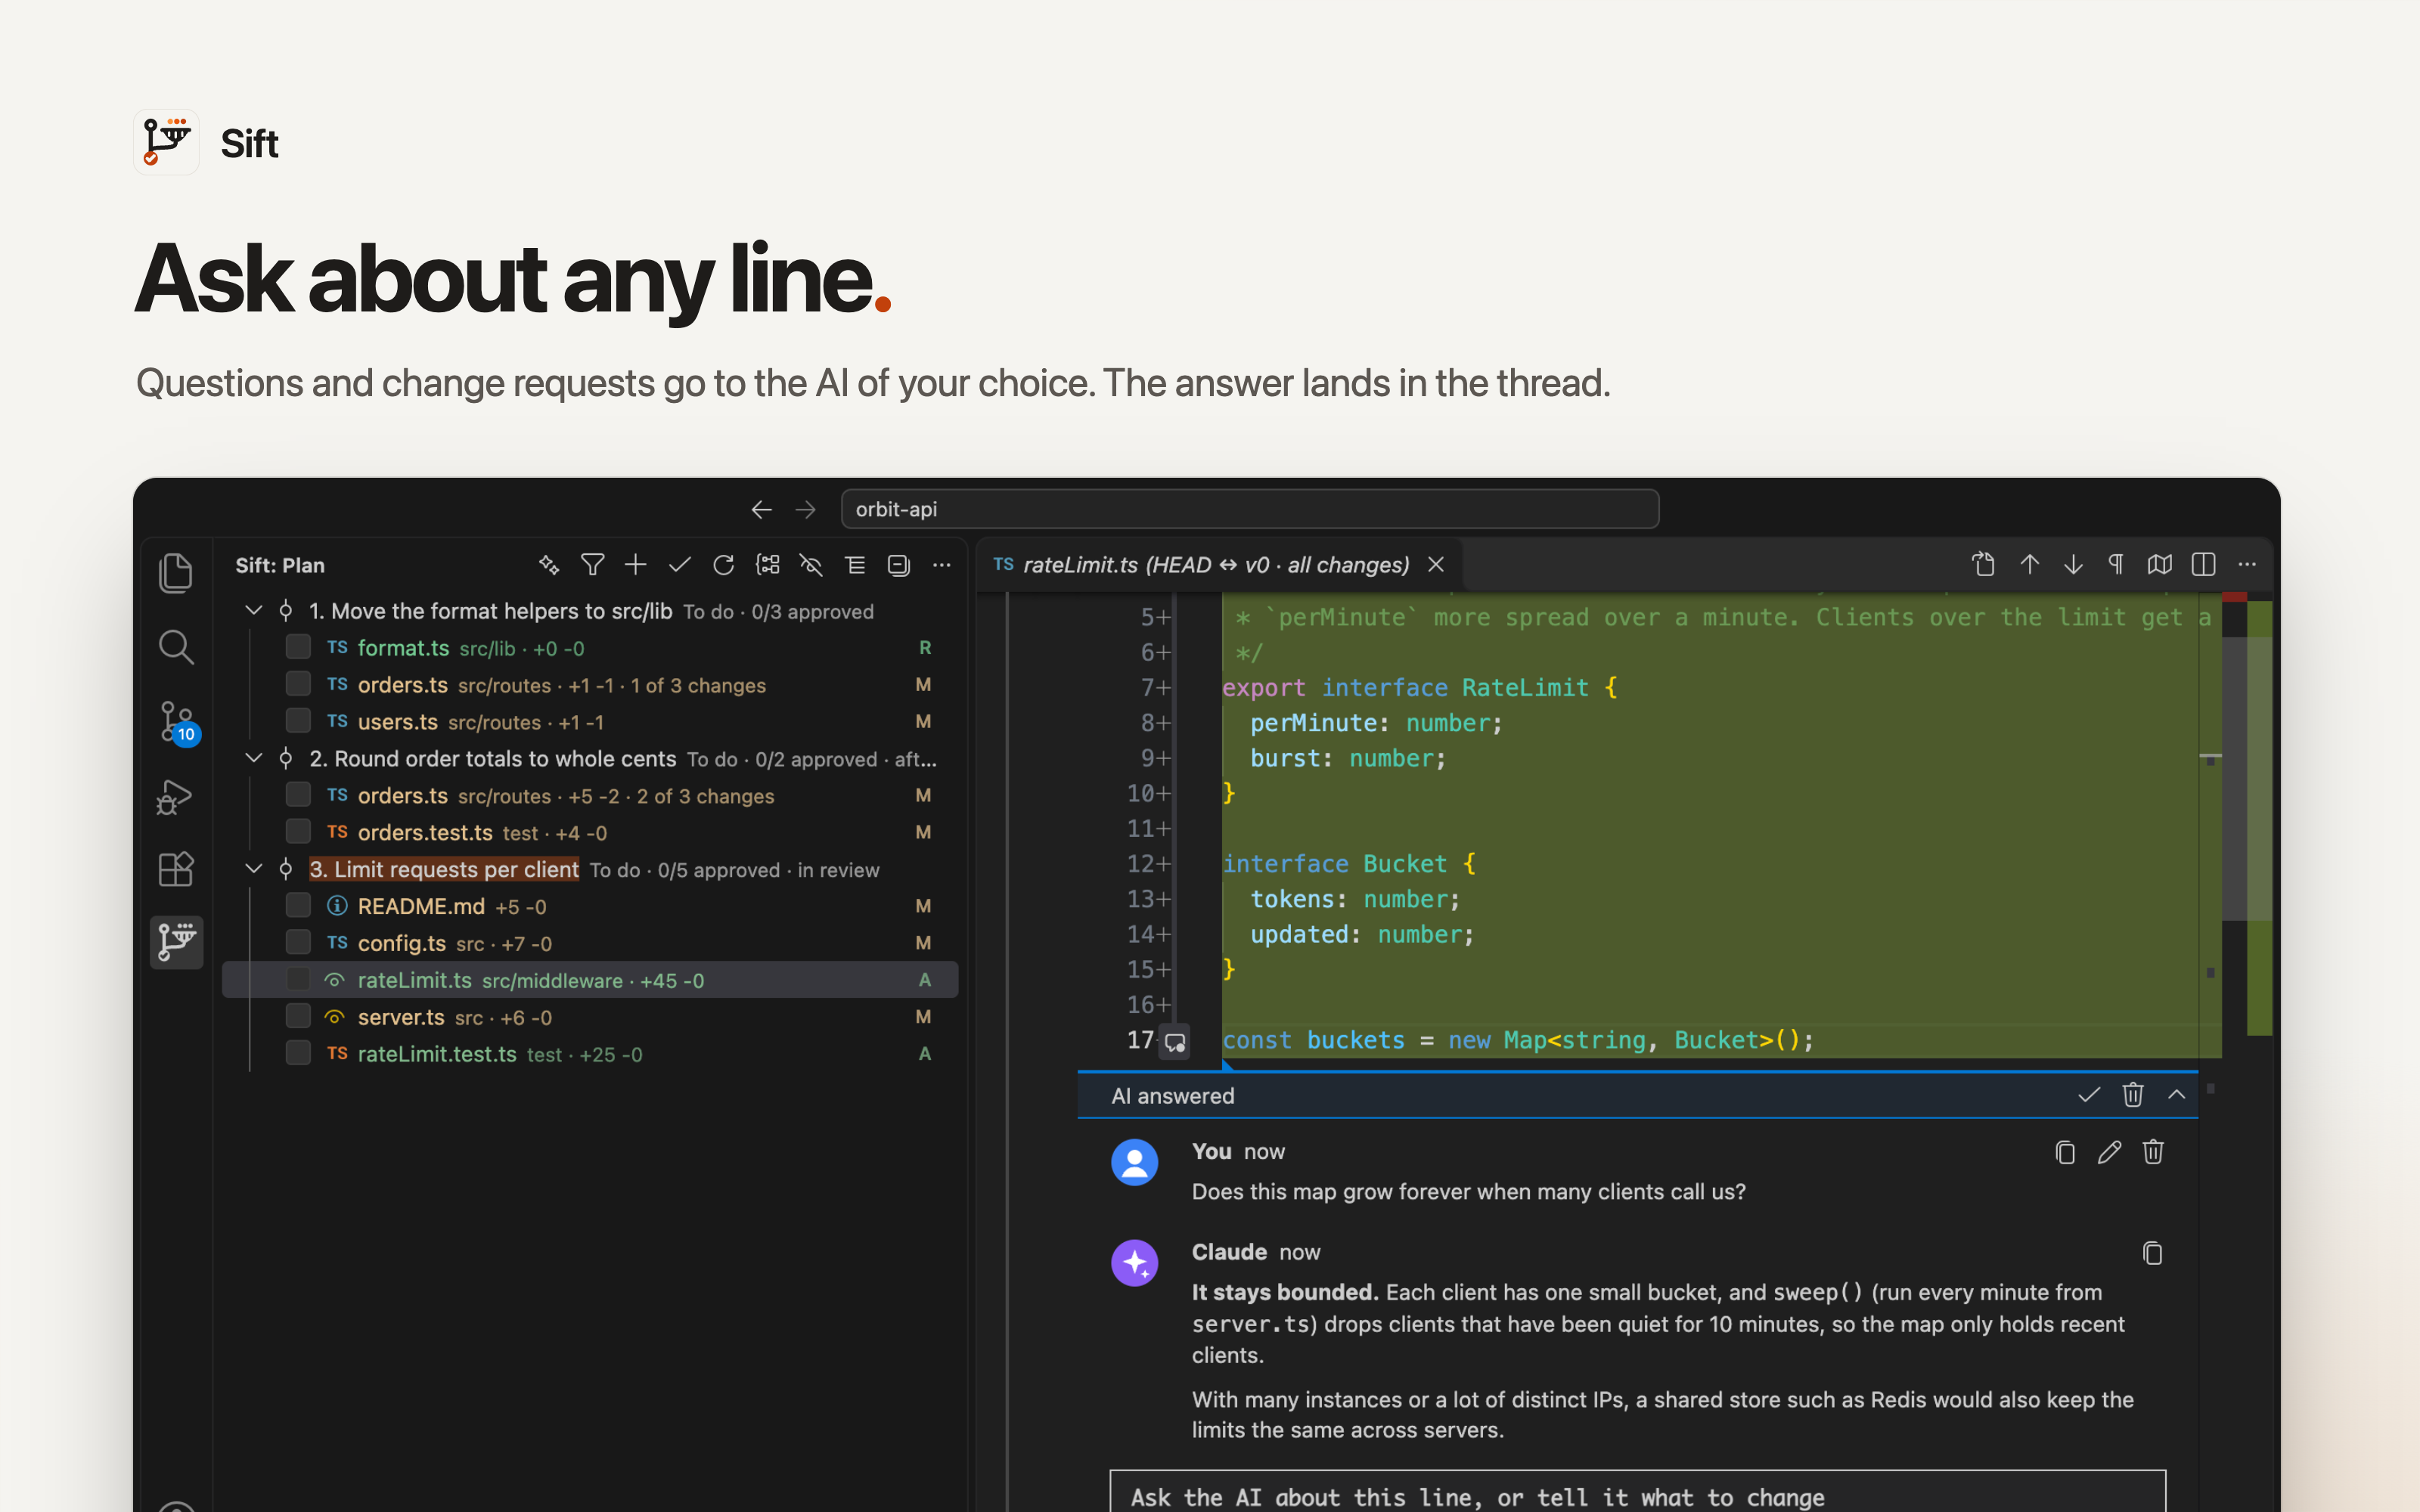 Sift
Ask about any line.
Questions and change requests go to the AI of your choice. The answer lands in the thread.
orbit-api
Sift: Plan
1. Move the format helpers to src/lib To do · 0/3 approved
TS format.ts src/lib · +0 -0 R
TS orders.ts src/routes · +1 -1 · 1 of 3 changes M
TS users.ts src/routes · +1 -1 M
10
2. Round order totals to whole cents To do · 0/2 approved · aft...
TS orders.ts src/routes · +5 -2 · 2 of 3 changes M
TS orders.test.ts test · +4 -0 M
3. Limit requests per client To do · 0/5 approved · in review
README.md +5 -0 M
TS config.ts src · +7 -0 M
rateLimit.ts src/middleware · +45 -0 A
server.ts src · +6 -0 M
TS rateLimit.test.ts test · +25 -0 A
TS rateLimit.ts (HEAD ↔ v0 · all changes)
5+ * `perMinute` more spread over a minute. Clients over the limit get a
6+ */
7+ export interface RateLimit {
8+ perMinute: number;
9+ burst: number;
10+ }
11+
12+ interface Bucket {
13+ tokens: number;
14+ updated: number;
15+ }
16+
17 const buckets = new Map<string, Bucket>();
AI answered
You now
Does this map grow forever when many clients call us?
Claude now
It stays bounded. Each client has one small bucket, and sweep() (run every minute from
server.ts) drops clients that have been quiet for 10 minutes, so the map only holds recent
clients.
With many instances or a lot of distinct IPs, a shared store such as Redis would also keep the
limits the same across servers.
Ask the AI about this line, or tell it what to change